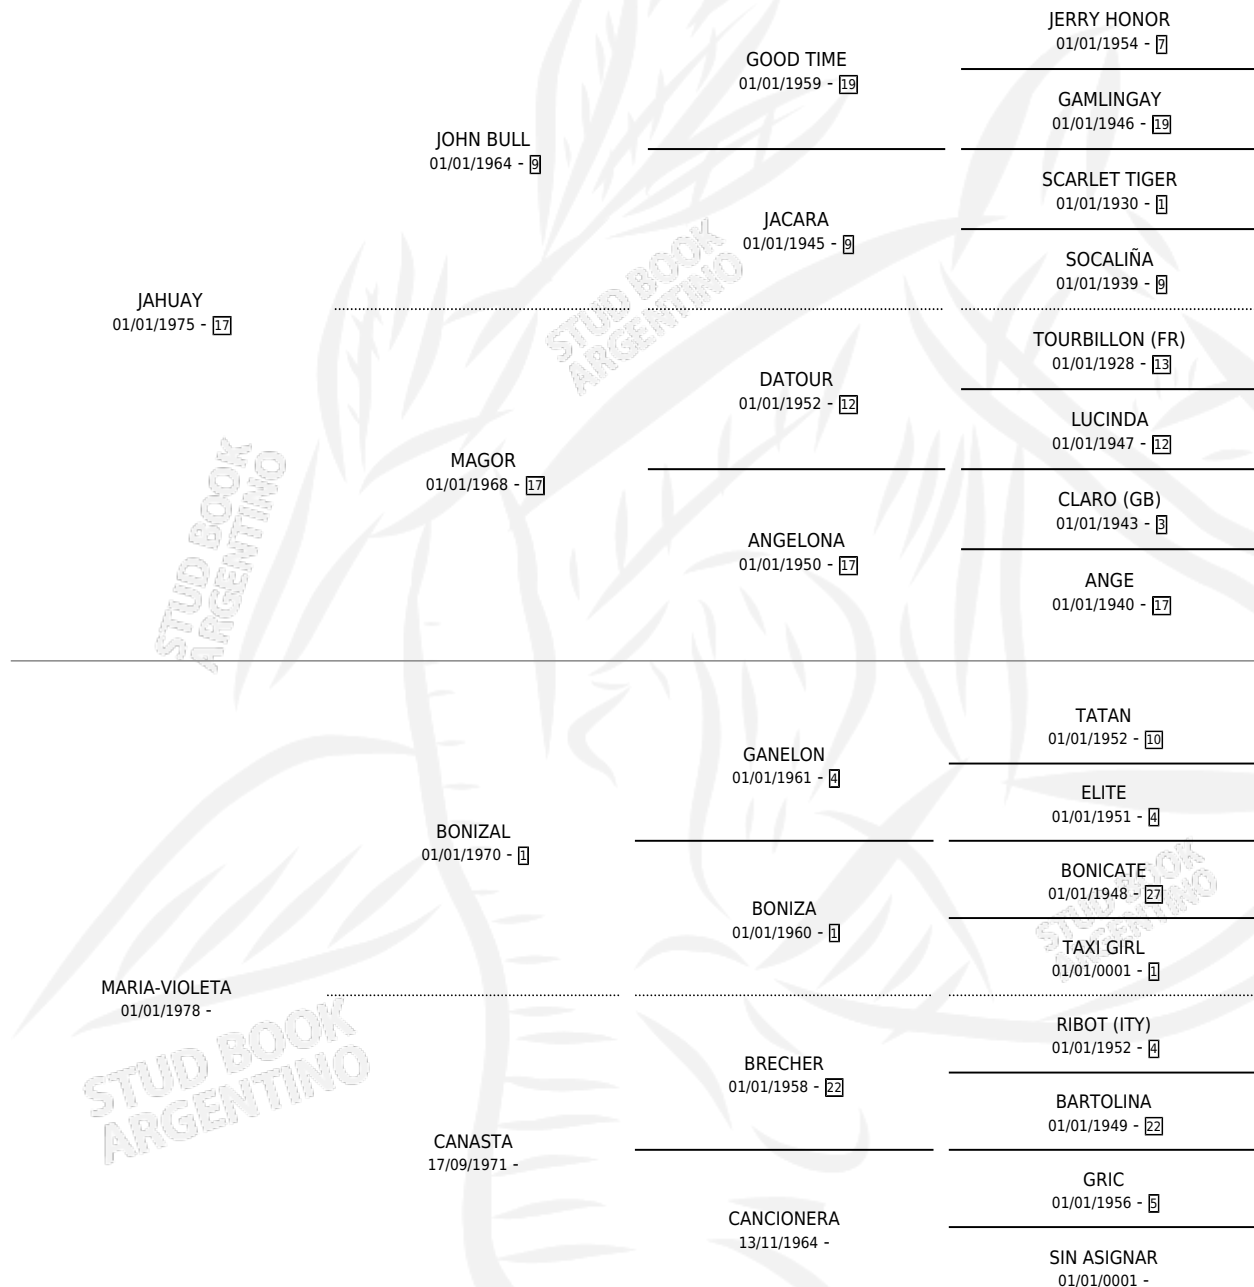 JERRY HONOR
01/01/1954 - 7
GOOD TIME
01/01/1959 - 19
GAMLINGAY
01/01/1946 - 19
JOHN BULL
01/01/1964 - 9
SCARLET TIGER
01/01/1930 - 1
JACARA
01/01/1945 - 9
SOCALIÑA
01/01/1939 - 9
JAHUAY
01/01/1975 - 17
TOURBILLON (FR)
01/01/1928 - 13
DATOUR
01/01/1952 - 12
LUCINDA
01/01/1947 - 12
MAGOR
01/01/1968 - 17
CLARO (GB)
01/01/1943 - 3
ANGELONA
01/01/1950 - 17
ANGE
01/01/1940 - 17
STUD BOOK
ARGENTINO
STUD BOOK
ARGENTINO
TATAN
01/01/1952 - 10
GANELON
01/01/1961 - 4
ELITE
01/01/1951 - 4
BONIZAL
01/01/1970 - 1
BONICATE
01/01/1948 - 27
BONIZA
01/01/1960 - 1
TAXI GIRL
01/01/0001 - 1
STUD BOOK
ARGENTINO
MARIA-VIOLETA
01/01/1978 -
RIBOT (ITY)
01/01/1952 - 4
BRECHER
01/01/1958 - 22
BARTOLINA
01/01/1949 - 22
STUD BOOK
ARGENTINO
CANASTA
17/09/1971 -
GRIC
01/01/1956 - 5
CANCIONERA
13/11/1964 -
SIN ASIGNAR
01/01/0001 -